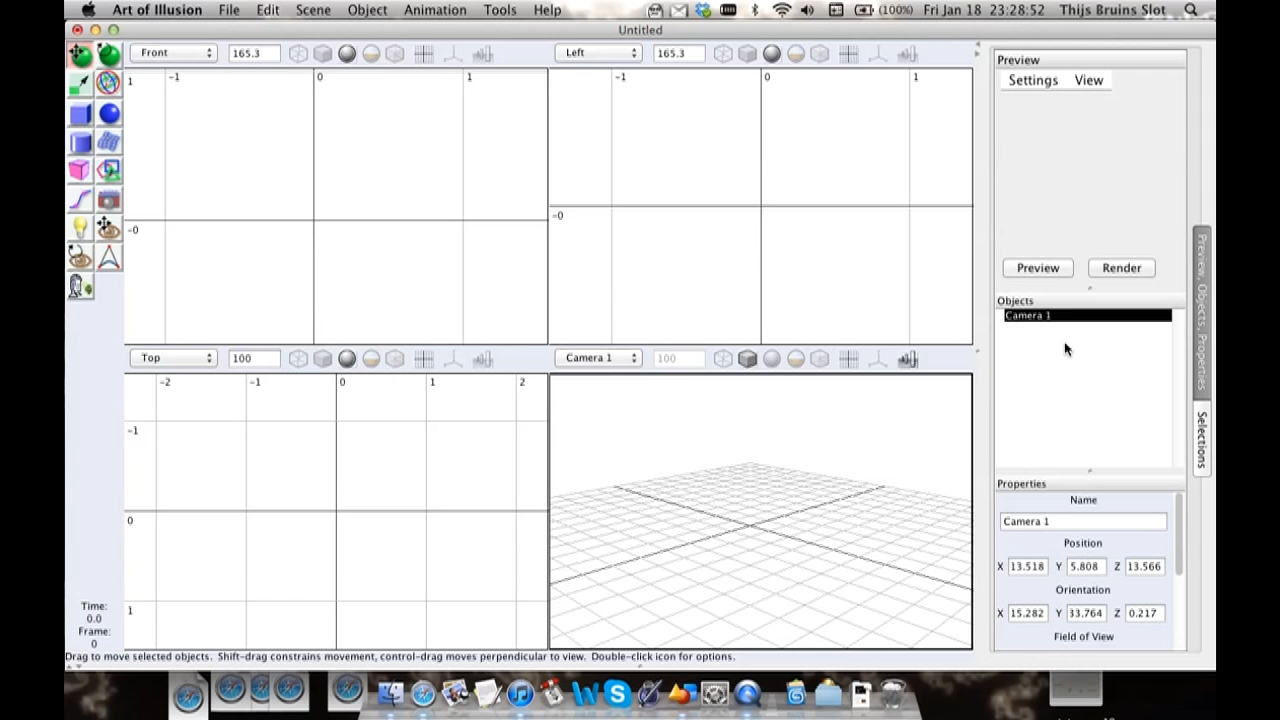 Art of Illusion File Edit Scene Object Animation Tools Help (100%) Fri Jan 18 23:28:52 Thijs Bruins Slot
Untitled
Front 165.3 Left 165.3
-1 0 1
1
-0
-1 0 1
-0
Top 100 Camera 1 100
-2 -1 0 1 2
-1
0
1
Time:
0.0
Frame:
0
Drag to move selected objects. Shift-drag constrains movement, control-drag moves perpendicular to view. Double-click icon for options.
Preview
Settings View
Preview Render
Objects
Camera 1
Properties
Name
Camera 1
Position
X 13.518 Y 5.808 Z 13.566
Orientation
X 15.282 Y 33.764 Z 0.217
Field of View
Preview, Objects, Properties
Selections